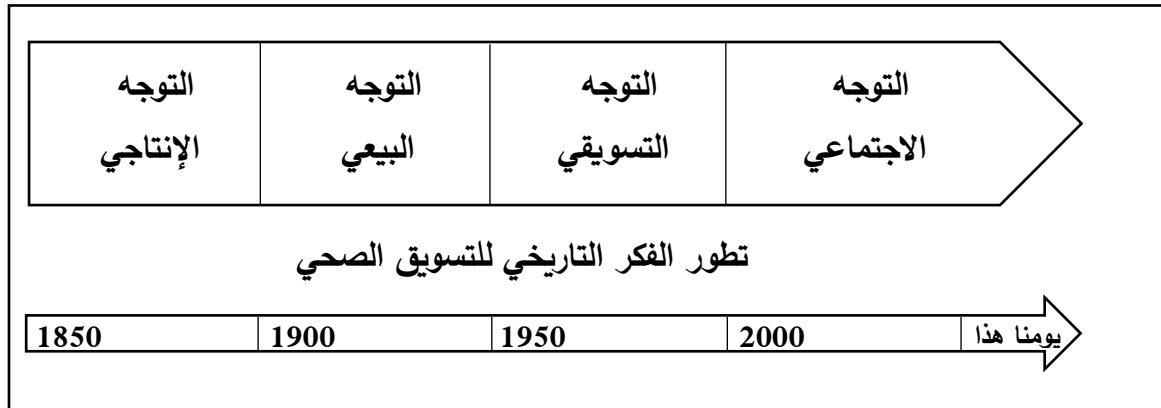 التوجه
الإنتاجي
التوجه
البيعي
التوجه
التسويقي
التوجه
الاجتماعي
تطور الفكر التاريخي للتسويق الصحي
1850
1900
1950
2000
يومنا هذا